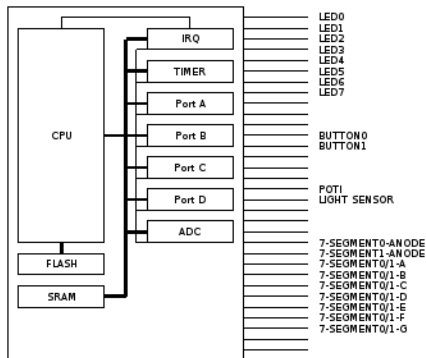 CPU
FLASH
SRAM
IRQ
TIMER
Port A
Port B
Port C
Port D
ADC
LED0
LED1
LED2
LED3
LED4
LED5
LED6
LED7
BUTTON0
BUTTON1
POTI
LIGHT SENSOR
7-SEGMENT0-ANODE
7-SEGMENT1-ANODE
7-SEGMENT0/1-A
7-SEGMENT0/1-B
7-SEGMENT0/1-C
7-SEGMENT0/1-D
7-SEGMENT0/1-E
7-SEGMENT0/1-F
7-SEGMENT0/1-G